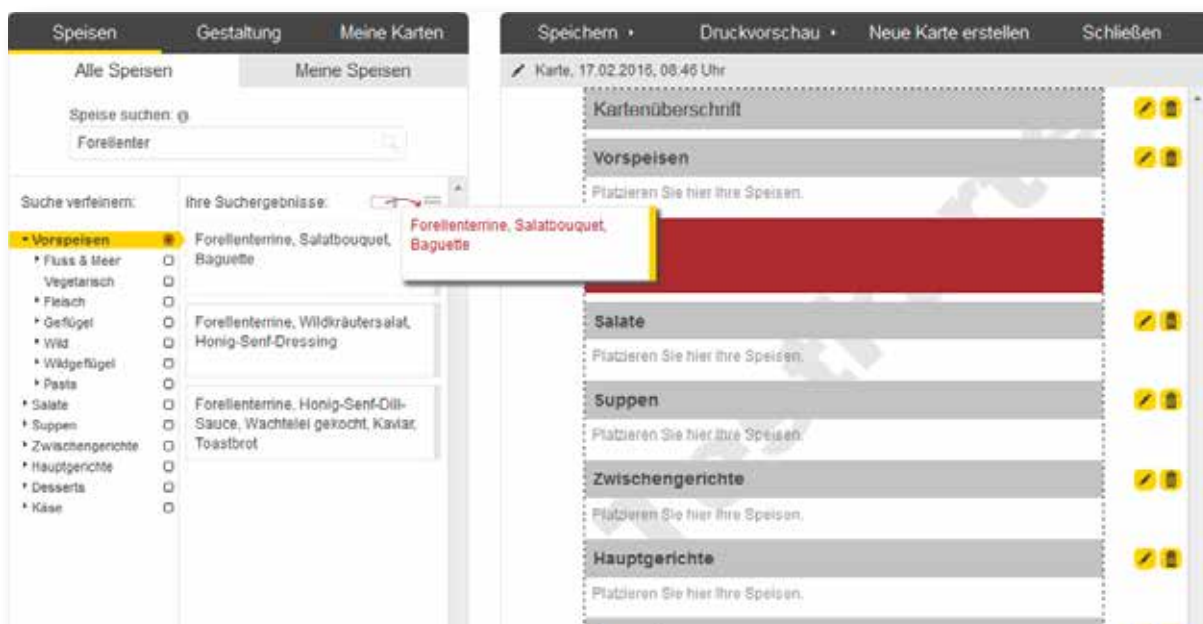 Speisen
Gestaltung
Meine Karten
Alle Speisen
Meine Speisen
Speise suchen:
Forellenter
Suche verfeinern:
Vorspeisen
Fluss & Meer
Vegetarisch
Fleisch
Geflügel
Wild
Wildgeflügel
Pasta
Salate
Suppen
Zwischengerichte
Hauptgerichte
Desserts
Käse
Ihre Suchergebnisse:
Forellenterrine, Salatbouquet,
Baguette
Forellenterrine, Wildkräutersalat,
Honig-Senf-Dressing
Forellenterrine, Honig-Senf-Dill-
Sauce, Wachtelei gekocht, Kaviar,
Toastbrot
Forellenterrine, Salatbouquet,
Baguette
Speichern
Druckvorschau
Neue Karte erstellen
Schließen
Karte, 17.02.2016, 08:46 Uhr
Kartenüberschrift
Vorspeisen
Platzieren Sie hier Ihre Speisen.
Salate
Platzieren Sie hier Ihre Speisen.
Suppen
Platzieren Sie hier Ihre Speisen.
Zwischengerichte
Platzieren Sie hier Ihre Speisen.
Hauptgerichte
Platzieren Sie hier Ihre Speisen.